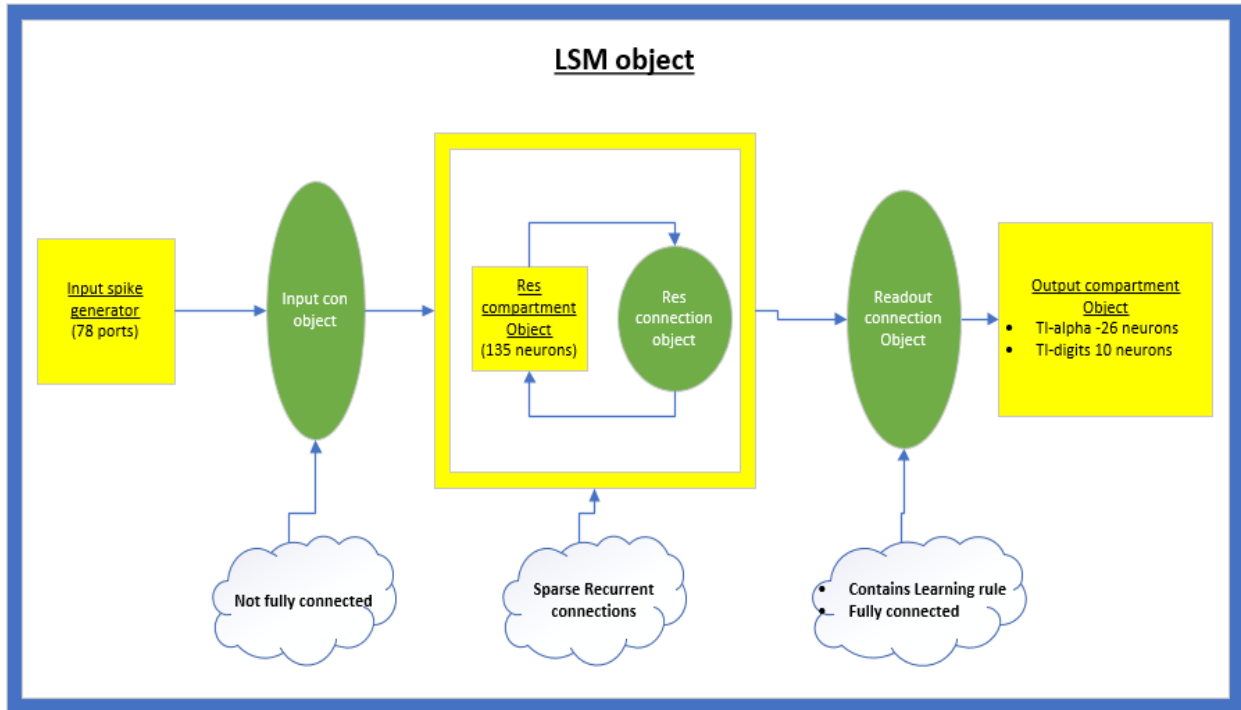 LSM object
Input spike
generator
(78 ports)
Input con
object
Res
compartment
Object
(135 neurons)
Res
connection
object
Readout
connection
Object
Output compartment
Object
• TI-alpha -26 neurons
• TI-digits 10 neurons
Not fully connected
Sparse Recurrent
connections
• Contains Learning rule
• Fully connected